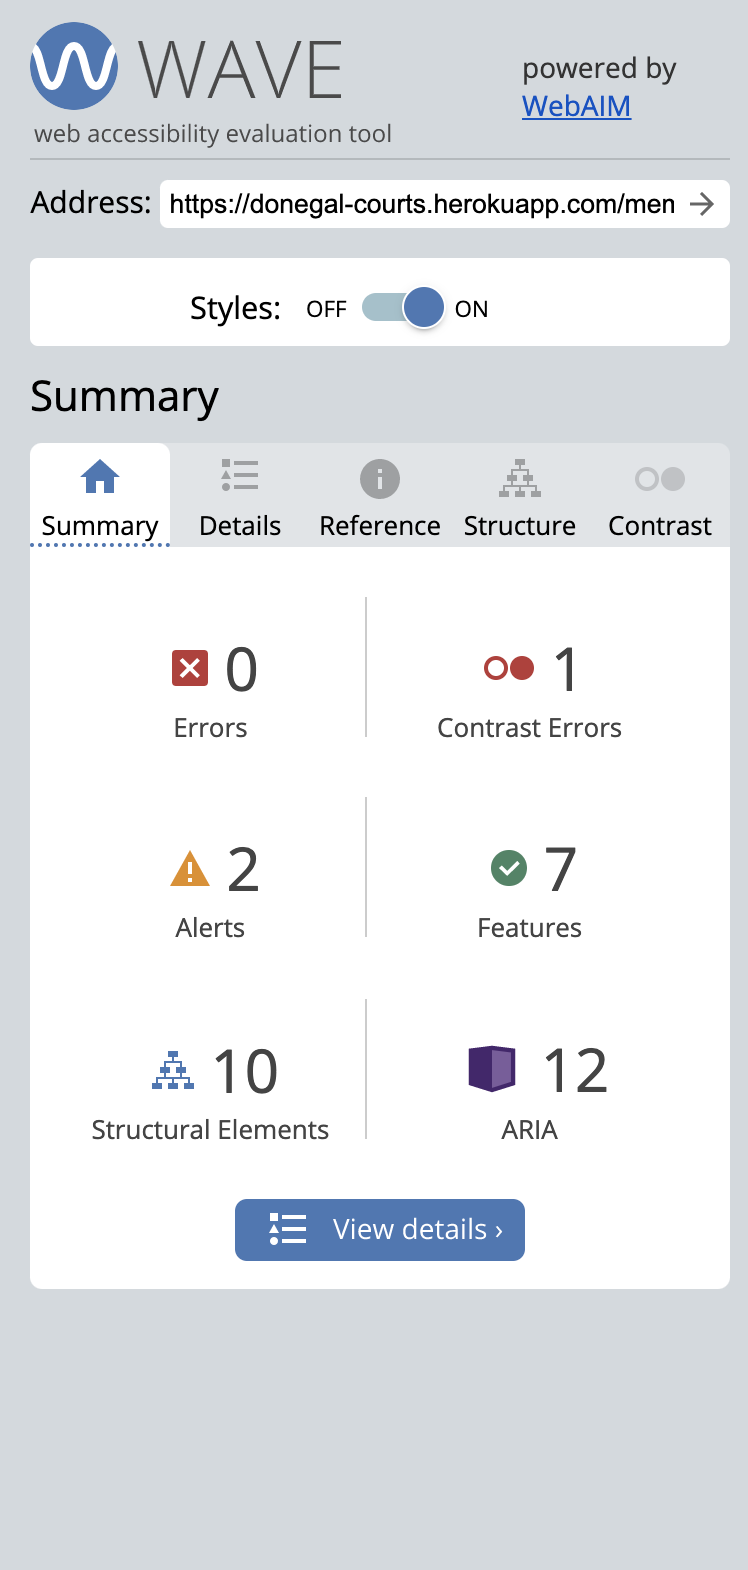 WAVE
powered by
WebAIM
web accessibility evaluation tool
Address: https://donegal-courts.herokuapp.com/men
Styles: OFF ON
Summary
Summary Details Reference Structure Contrast
0 1
Errors Contrast Errors
2 7
Alerts Features
10 12
Structural Elements ARIA
View details ›